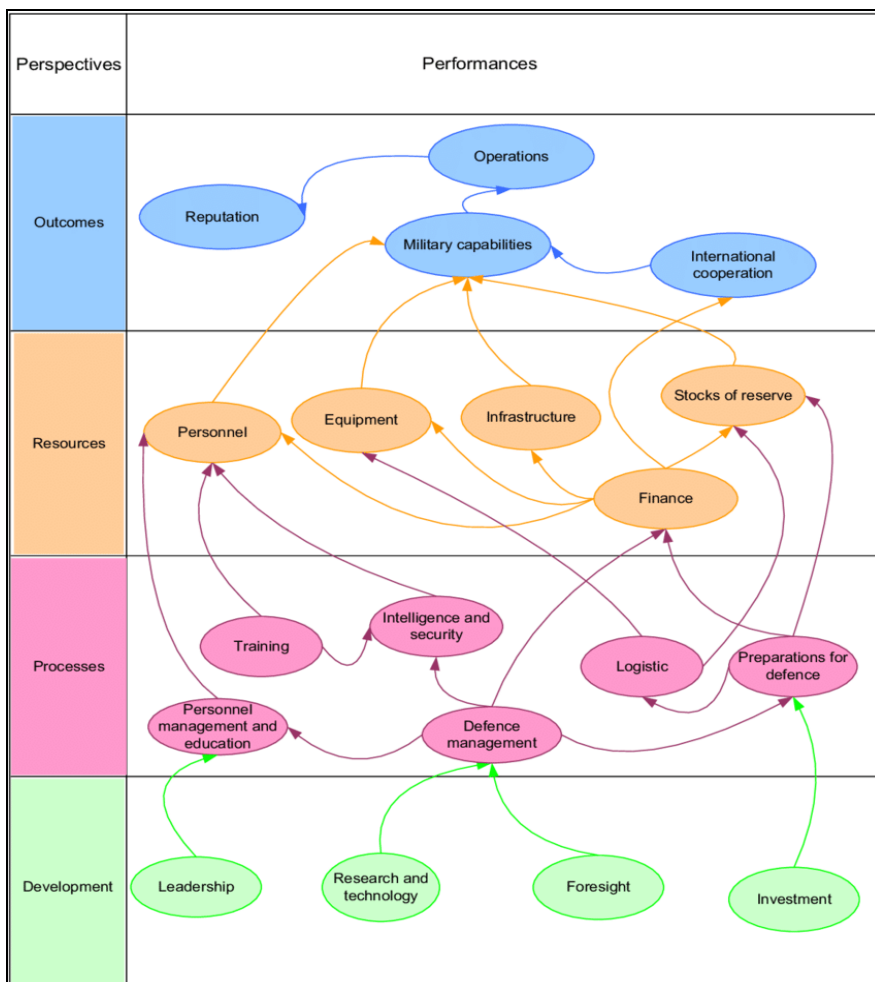 Perspectives
Performances
Outcomes
Operations
Reputation
Military capabilities
International
cooperation
Resources
Personnel
Equipment
Infrastructure
Stocks of reserve
Finance
Processes
Training
Intelligence and
security
Logistic
Preparations for
defence
Personnel
management and
education
Defence
management
Development
Leadership
Research and
technology
Foresight
Investment